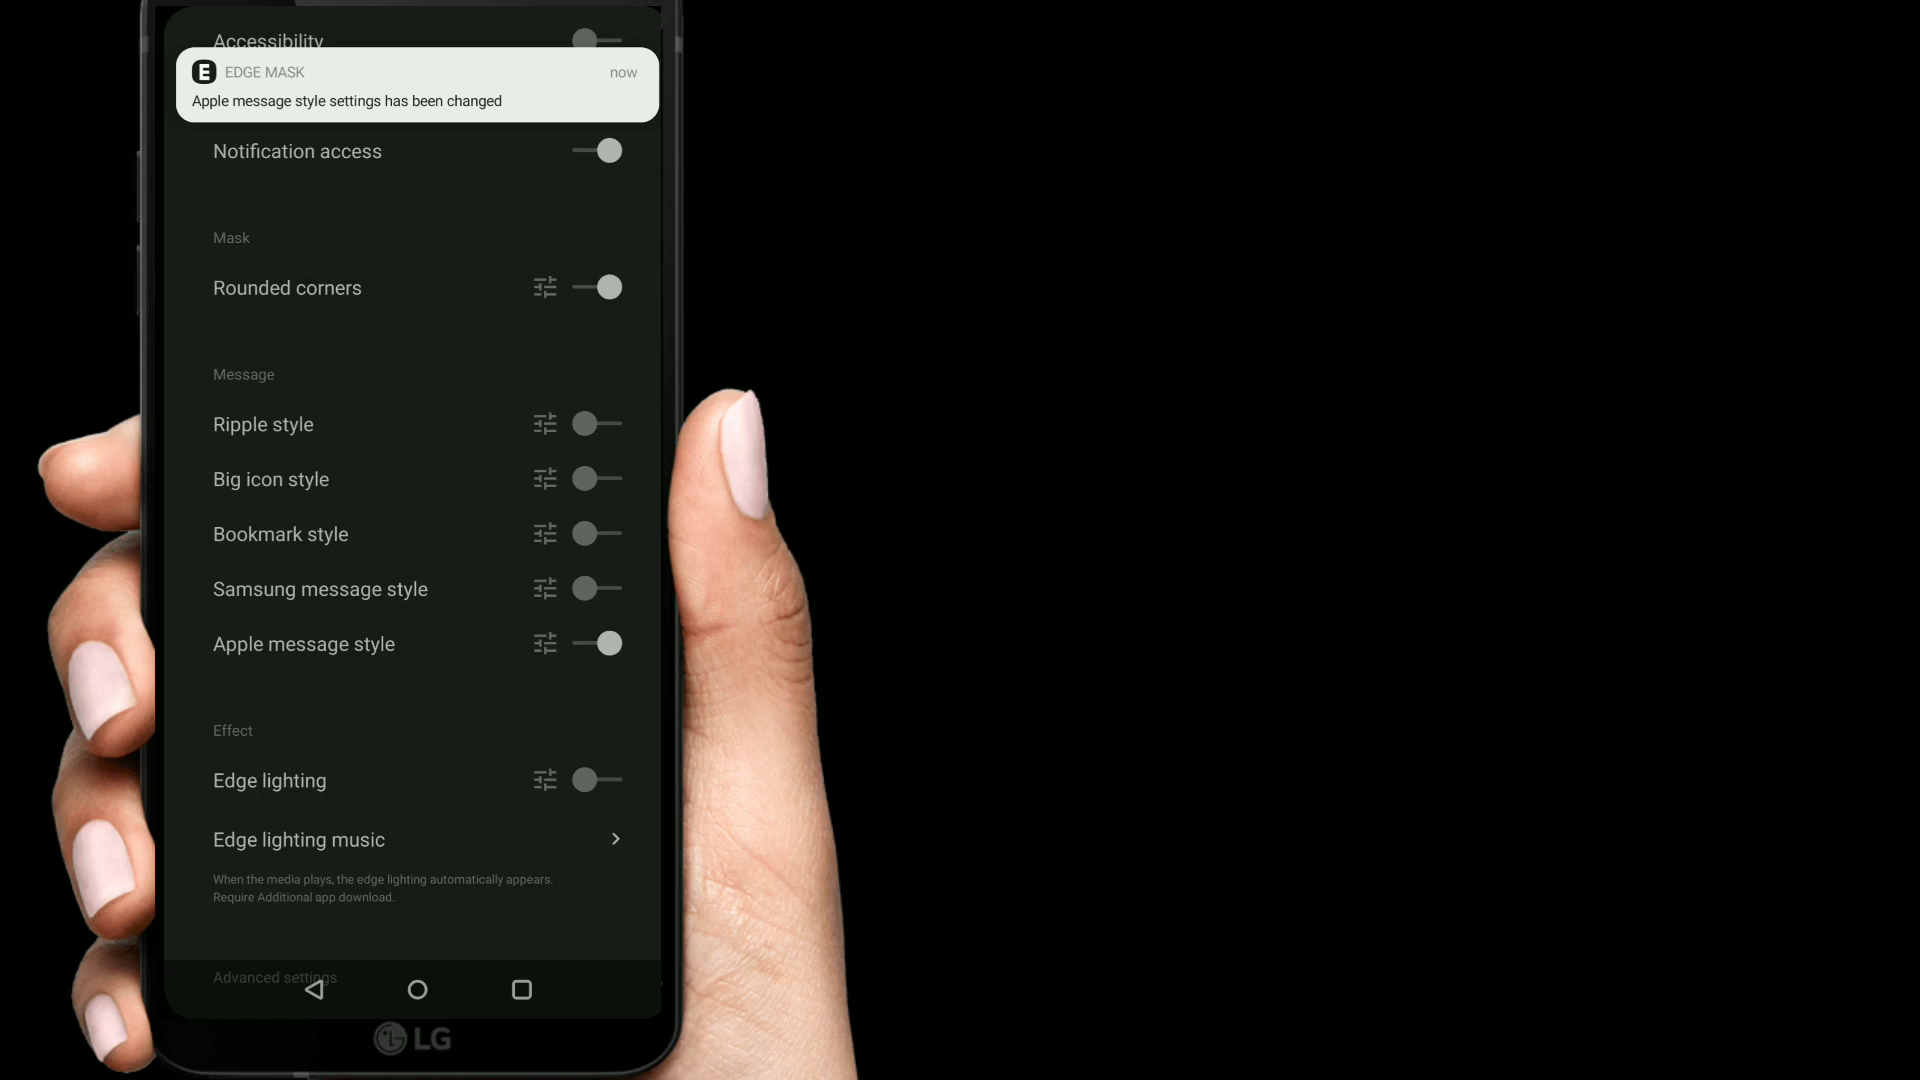 Accessibility
EDGE MASK now
Apple message style settings has been changed
Notification access
Mask
Rounded corners
Message
Ripple style
Big icon style
Bookmark style
Samsung message style
Apple message style
Effect
Edge lighting
Edge lighting music
When the media plays, the edge lighting automatically appears.
Require Additional app download.
Advanced settings
LG